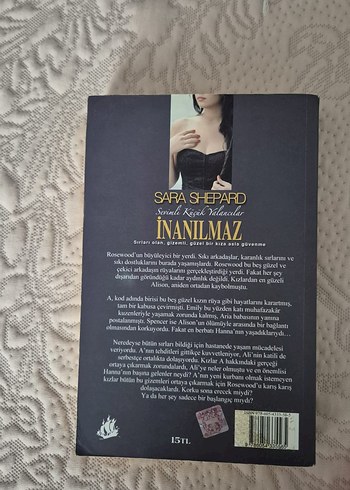 SARA SHEPARD
Sevimli Küçük Yalancılar
İNANILMAZ
Sırları olan, gizemli, güzel bir kıza asla güvenme
Rosewood'un büyüleyici bir yerdi. Sıkı arkadaşlar, karanlık sırlarını ve
sıkı dostluklarını burada yaşamışlardı. Rosewood bu beş güzel ve
çekici arkadaşın rüyalarını gerçekleştirdiği yerdi. Fakat her şey
dışarıdan göründüğü kadar aydınlık değildi. Kızlardan en güzeli
Alison, aniden ortadan kaybolmuştu.
A, kod adında birisi bu beş güzel kızın rüya gibi hayatlarını karartmış,
tam bir kabusa çevirmişti. Emily bu yüzden katı muhafazakâr
kuzenleriyle yaşamak zorunda kalmış, Aria babasının yanına
postalanmıştı. Spencer ise Alison'un ölümüyle arasında bir bağlantı
olmasından korkuyordu. Fakat en berbatı Hanna'nın yaşadıklarıydı…
Neredeyse bütün sırları bildiği için hastanede yaşam mücadelesi
veriyordu. A'nın tehditleri gittikçe kuvvetleniyor, Ali'nin katili de
serbestçe ortalıkta dolaşıyordu. Kızlar A hakkındaki gerçeği
ortaya çıkarmak zorundalardı, Ali'ye neler olmuştu ve en önemlisi
Hanna'nın başına gelenler neydi? A'nın yeni kurbanı olmak istemeyen
kızlar bütün bu gizemleri ortaya çıkarmak için Rosewood'la karış karış
dolaşacaklardı. Korku sona erecek miydi?
Ya da her şey sadece bir başlangıç mıydı?
15TL